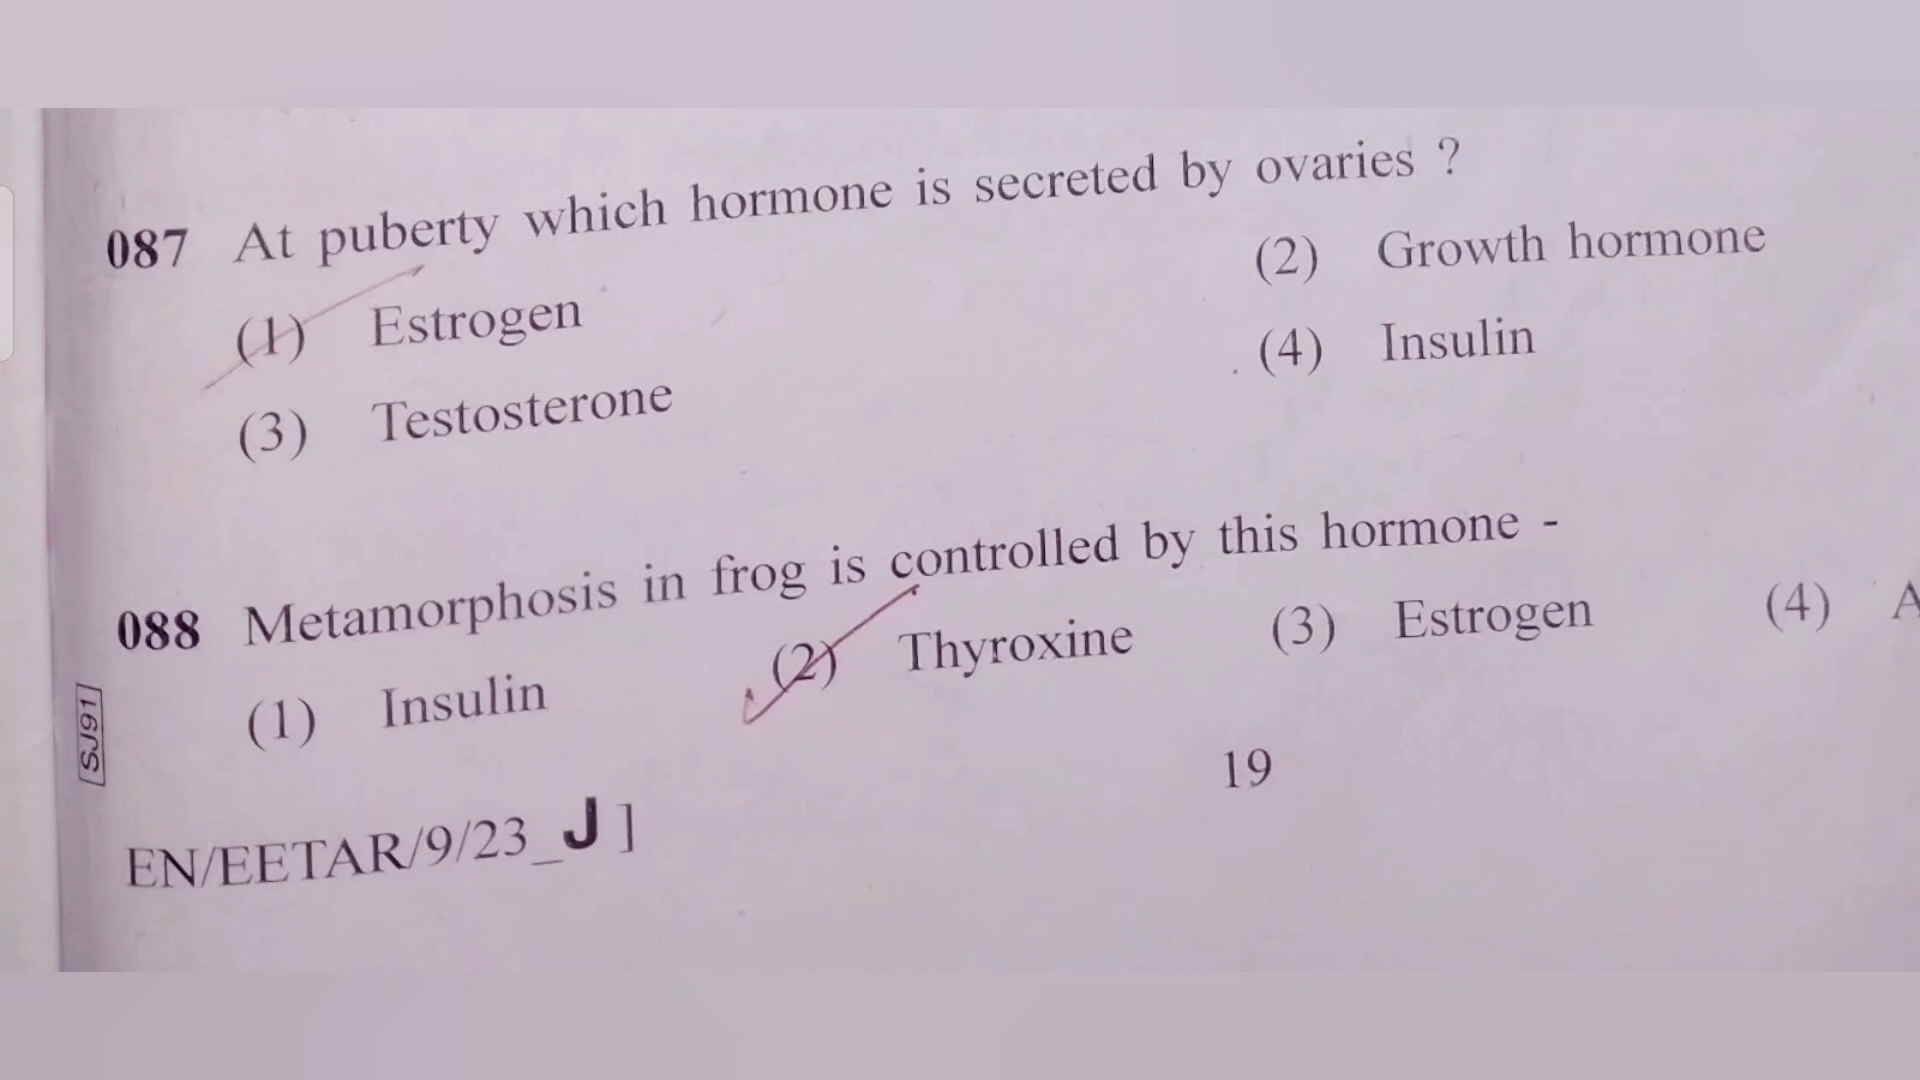 087 At puberty which hormone is secreted by ovaries ?
(1) Estrogen (2) Growth hormone
(3) Testosterone (4) Insulin
088 Metamorphosis in frog is controlled by this hormone -
(1) Insulin (2) Thyroxine (3) Estrogen (4) A
SJ91
19
EN/EETAR/9/23_J ]